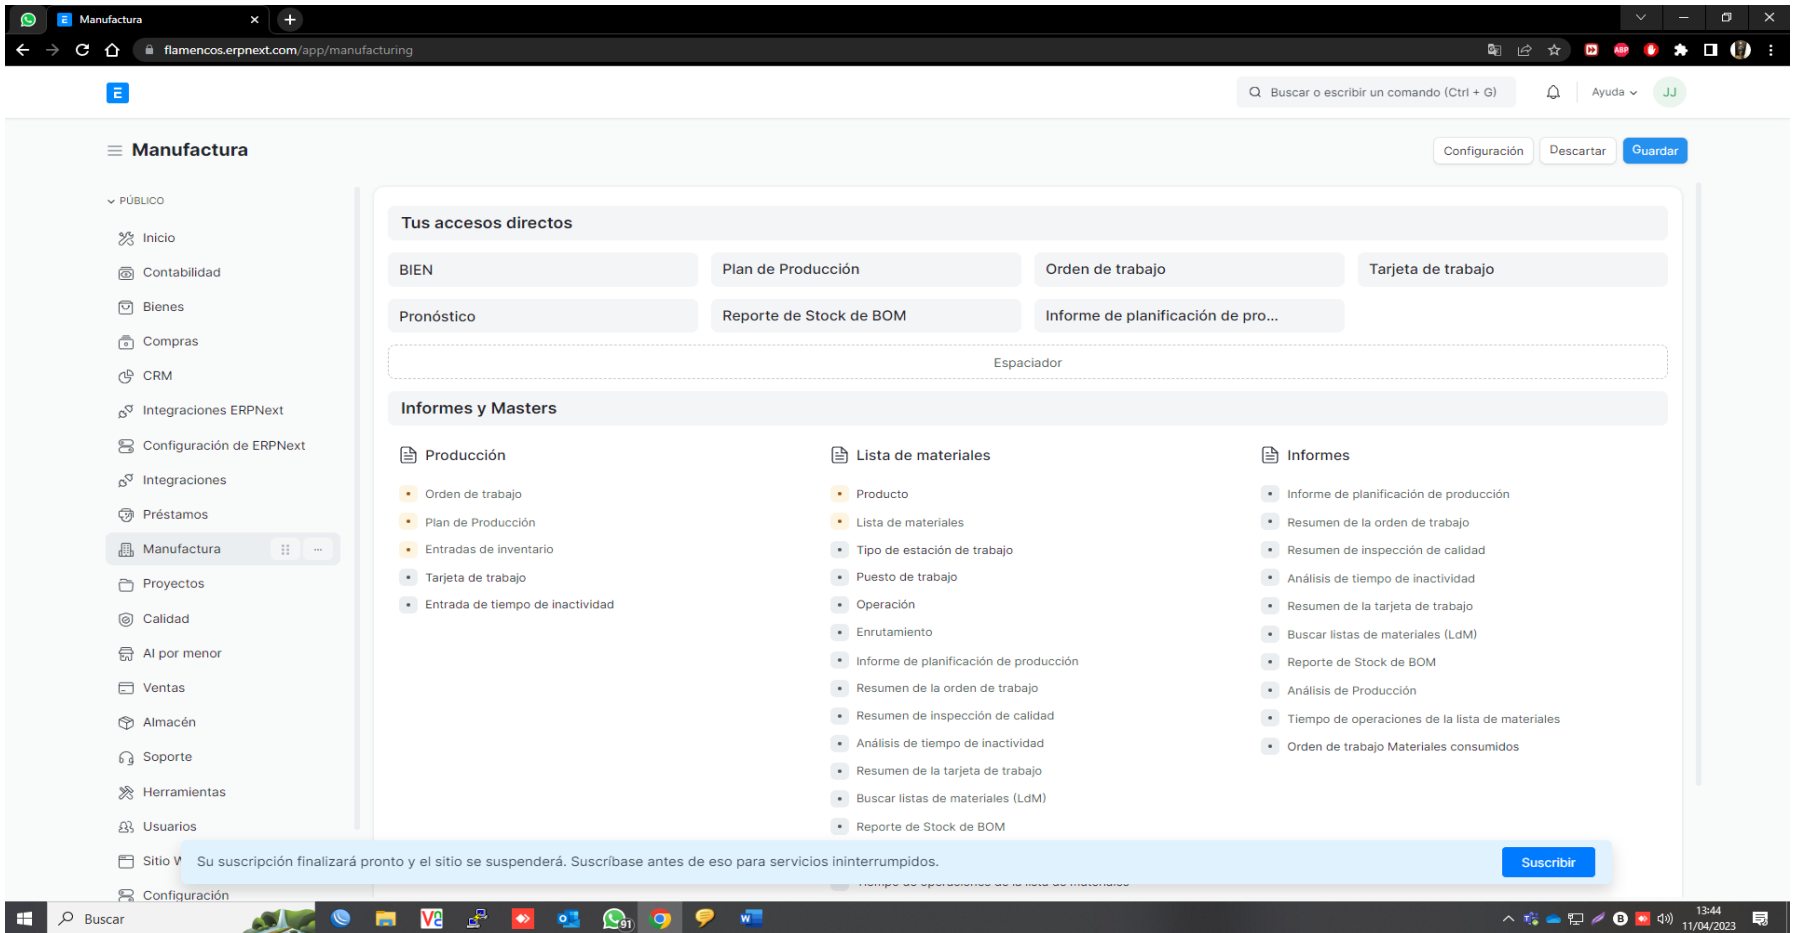 Manufactura
flamencos.erpnext.com/app/manufacturing
E
Buscar o escribir un comando (Ctrl + G)
Ayuda
JJ
Manufactura
Configuración
Descartar
Guardar
PÚBLICO
Inicio
Contabilidad
Bienes
Compras
CRM
Integraciones ERPNext
Configuración de ERPNext
Integraciones
Préstamos
Manufactura
Proyectos
Calidad
Al por menor
Ventas
Almacén
Soporte
Herramientas
Usuarios
Sitio W
Configuración
Tus accesos directos
BIEN
Plan de Producción
Orden de trabajo
Tarjeta de trabajo
Pronóstico
Reporte de Stock de BOM
Informe de planificación de pro...
Espaciador
Informes y Masters
Producción
Orden de trabajo
Plan de Producción
Entradas de inventario
Tarjeta de trabajo
Entrada de tiempo de inactividad
Lista de materiales
Producto
Lista de materiales
Tipo de estación de trabajo
Puesto de trabajo
Operación
Enrutamiento
Informe de planificación de producción
Resumen de la orden de trabajo
Resumen de inspección de calidad
Análisis de tiempo de inactividad
Resumen de la tarjeta de trabajo
Buscar listas de materiales (LdM)
Reporte de Stock de BOM
Informes
Informe de planificación de producción
Resumen de la orden de trabajo
Resumen de inspección de calidad
Análisis de tiempo de inactividad
Resumen de la tarjeta de trabajo
Buscar listas de materiales (LdM)
Reporte de Stock de BOM
Análisis de Producción
Tiempo de operaciones de la lista de materiales
Orden de trabajo Materiales consumidos
Su suscripción finalizará pronto y el sitio se suspenderá. Suscríbase antes de eso para servicios ininterrumpidos.
Suscribir
Buscar
91
13:44
11/04/2023